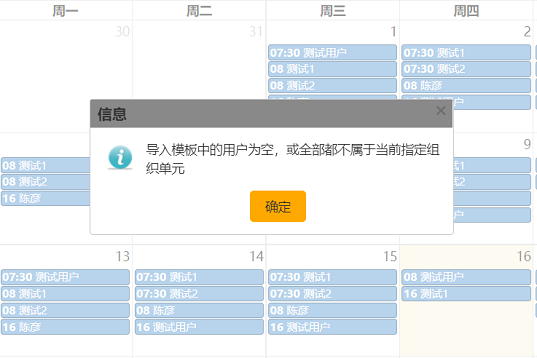 周一 周二 周三 周四
30 31 1 2
07:30 测试用户
08 测试1
08 测试2
07:30 测试1
07:30 测试2
08 陈彦
信息
导入模板中的用户为空，或全部都不属于当前指定组
织单元
确定
9
08 测试1
08 测试2
16 陈彦
13 14 15 16
07:30 测试用户
08 测试1
08 测试2
16 陈彦
07:30 测试1
07:30 测试2
08 陈彦
16 测试用户
07:30 测试1
07:30 测试2
08 陈彦
16 测试用户
08 测试用户
16 测试1